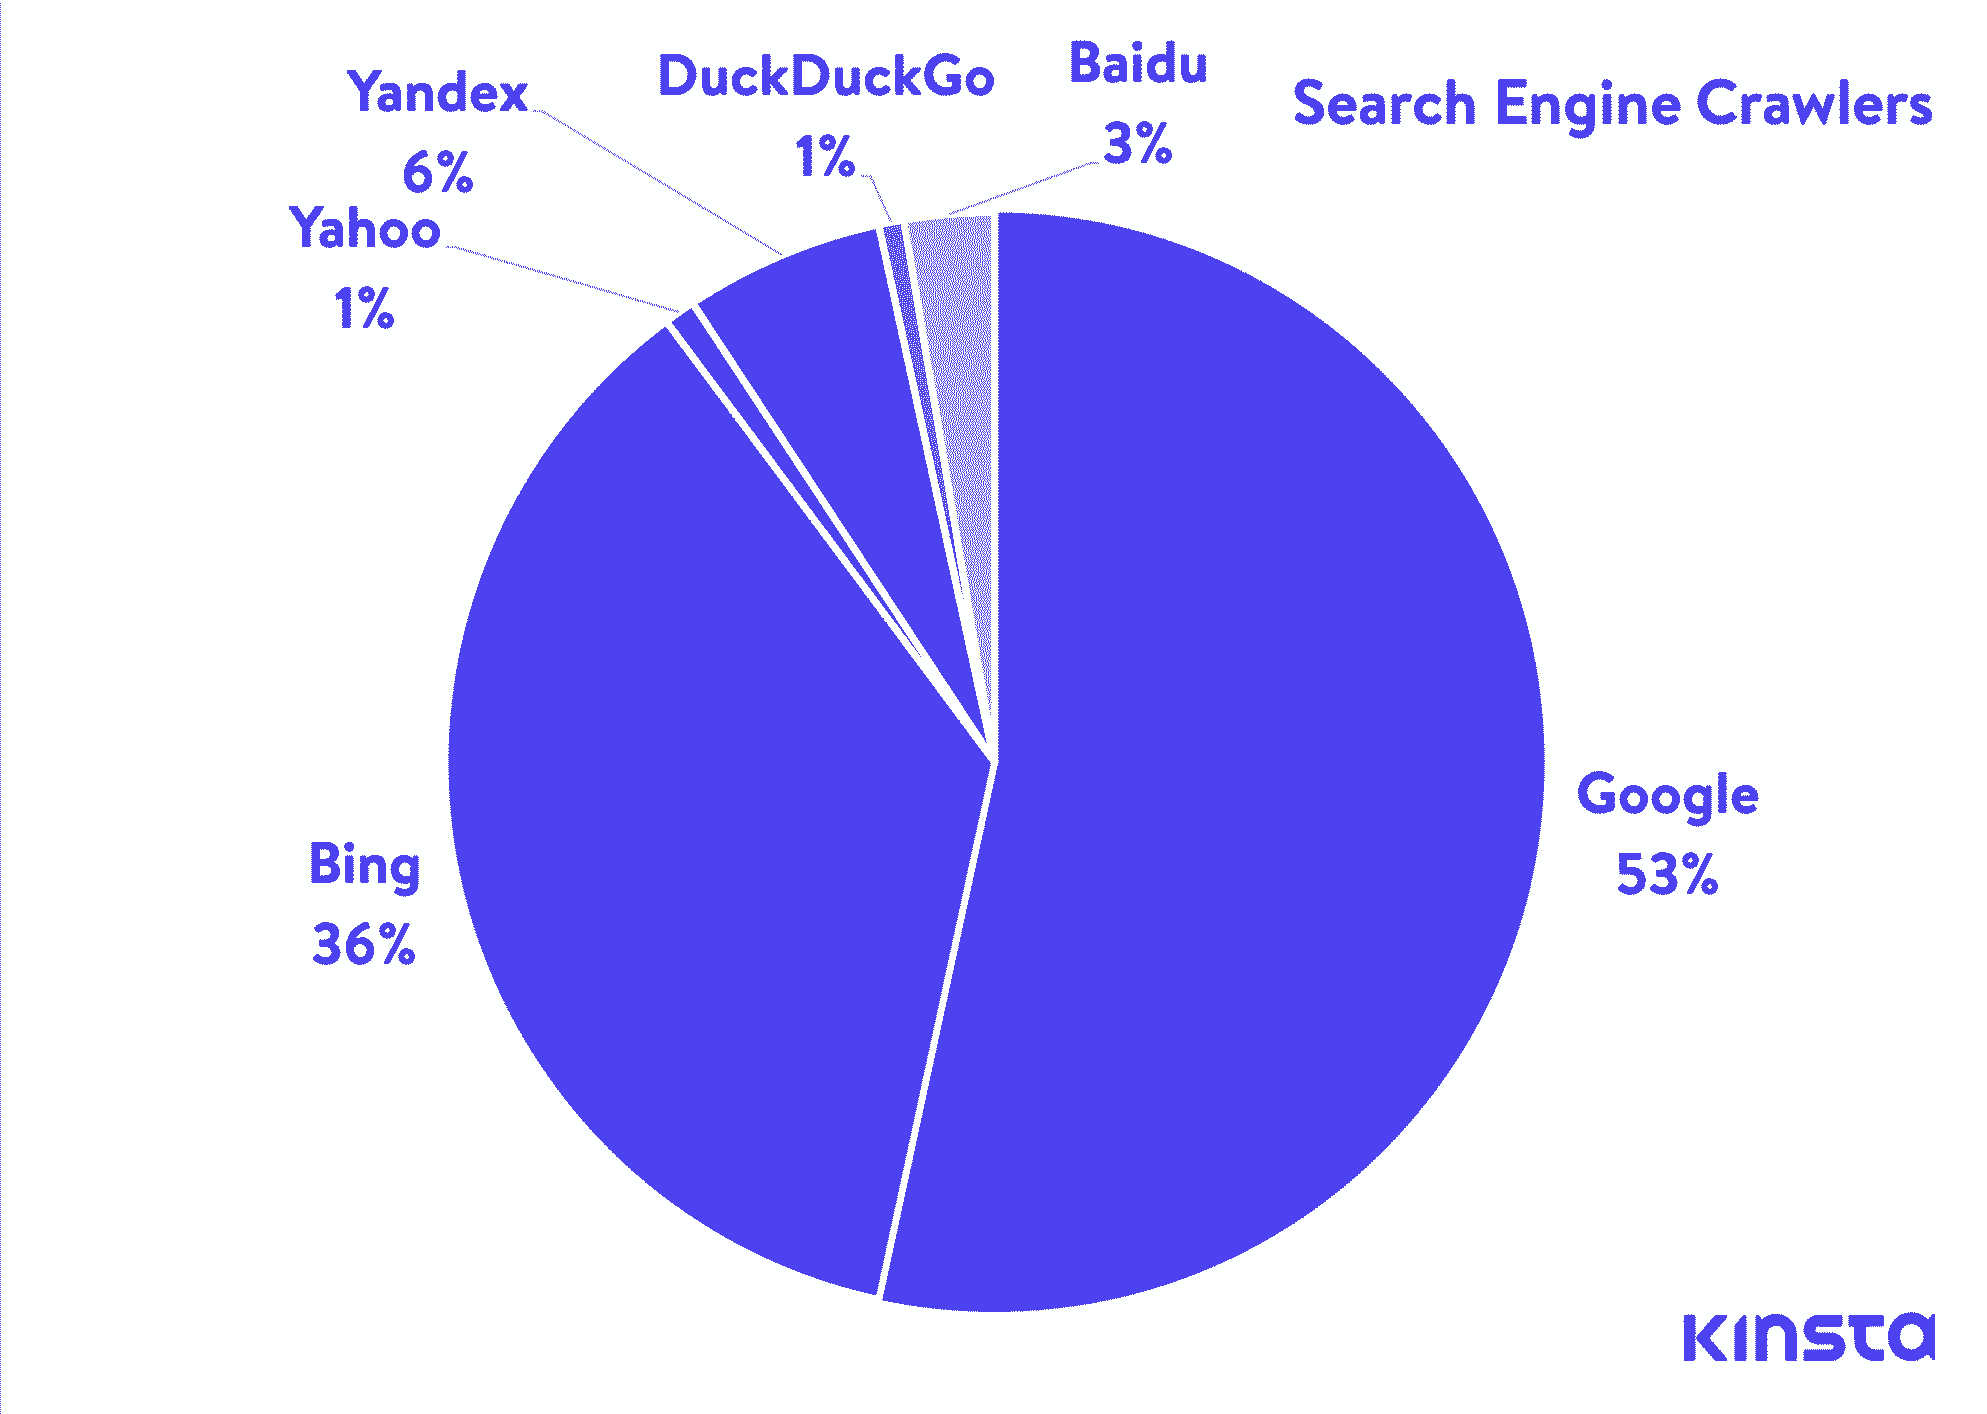 Search Engine Crawlers
Baidu
3%
DuckDuckGo
1%
Yandex
6%
Yahoo
1%
Google
53%
Bing
36%
Kinsta